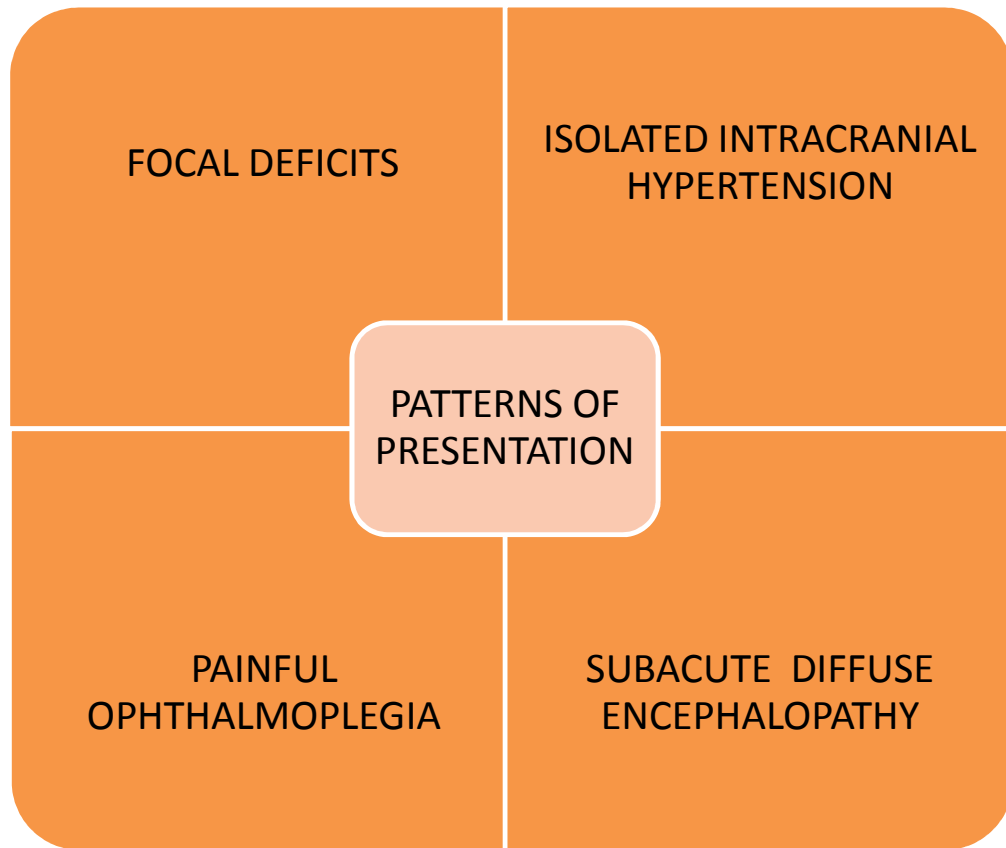 FOCAL DEFICITS
ISOLATED INTRACRANIAL
HYPERTENSION
PATTERNS OF
PRESENTATION
PAINFUL
OPHTHALMOPLEGIA
SUBACUTE  DIFFUSE
ENCEPHALOPATHY